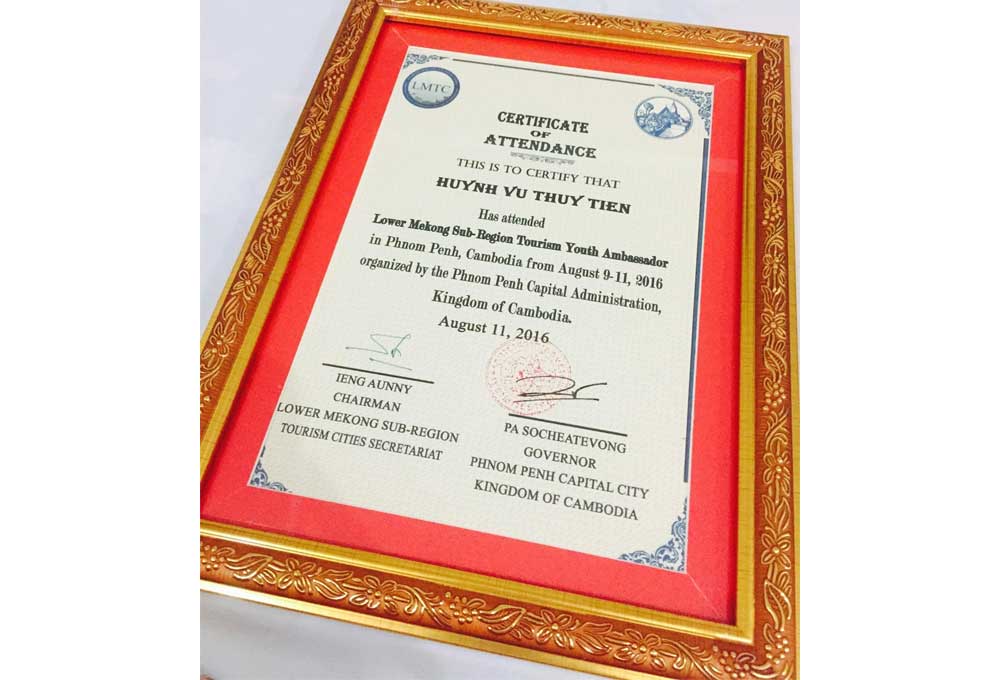 LMTC
CERTIFICATE
OF
ATTENDANCE
THIS IS TO CERTIFY THAT
HUYNH VU THUY TIEN
Has attended
Lower Mekong Sub-Region Tourism Youth Ambassador
in Phnom Penh, Cambodia from August 9-11, 2016
organized by the Phnom Penh Capital Administration,
Kingdom of Cambodia.
August 11, 2016
IENG AUNNY
CHAIRMAN
LOWER MEKONG SUB-REGION
TOURISM CITIES SECRETARIAT
PA SOCHEATEVONG
GOVERNOR
PHNOM PENH CAPITAL CITY
KINGDOM OF CAMBODIA